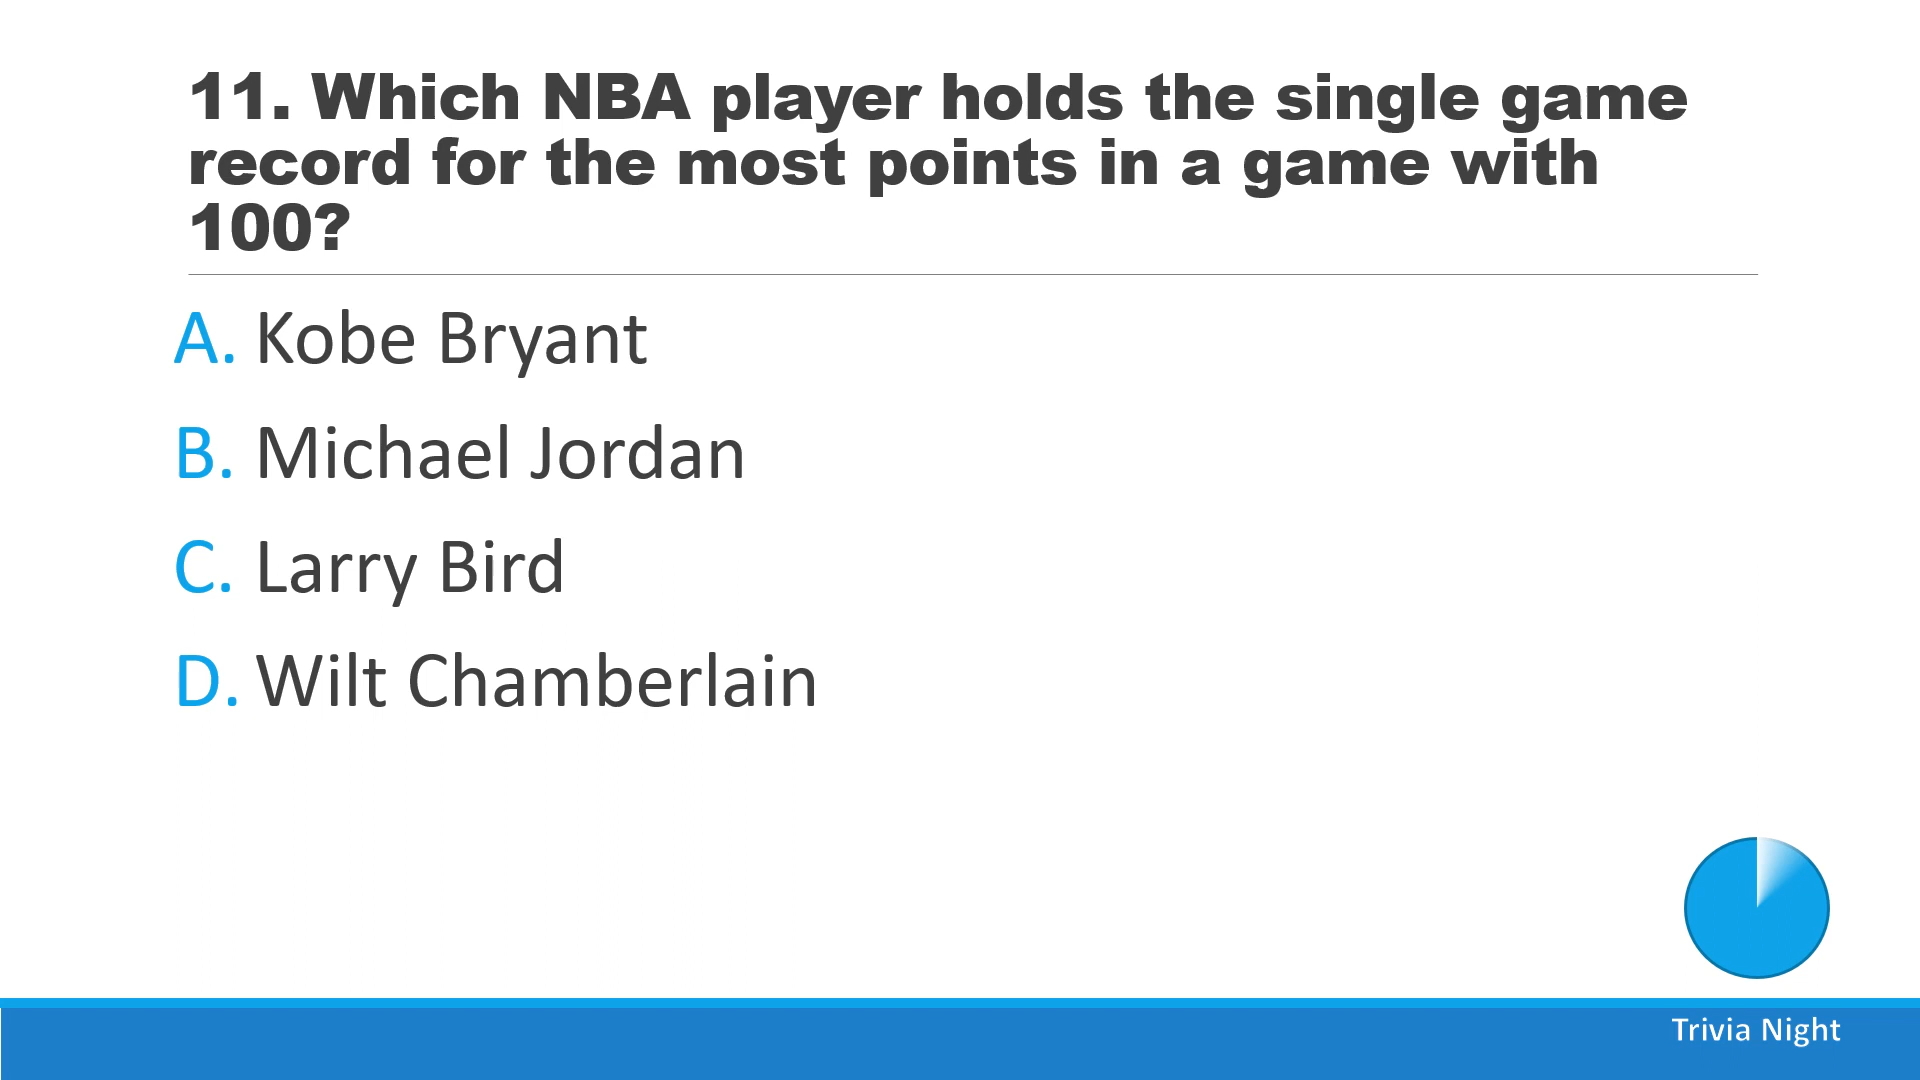 11. Which NBA player holds the single game
record for the most points in a game with
100?
A. Kobe Bryant
B. Michael Jordan
C. Larry Bird
D. Wilt Chamberlain
Trivia Night